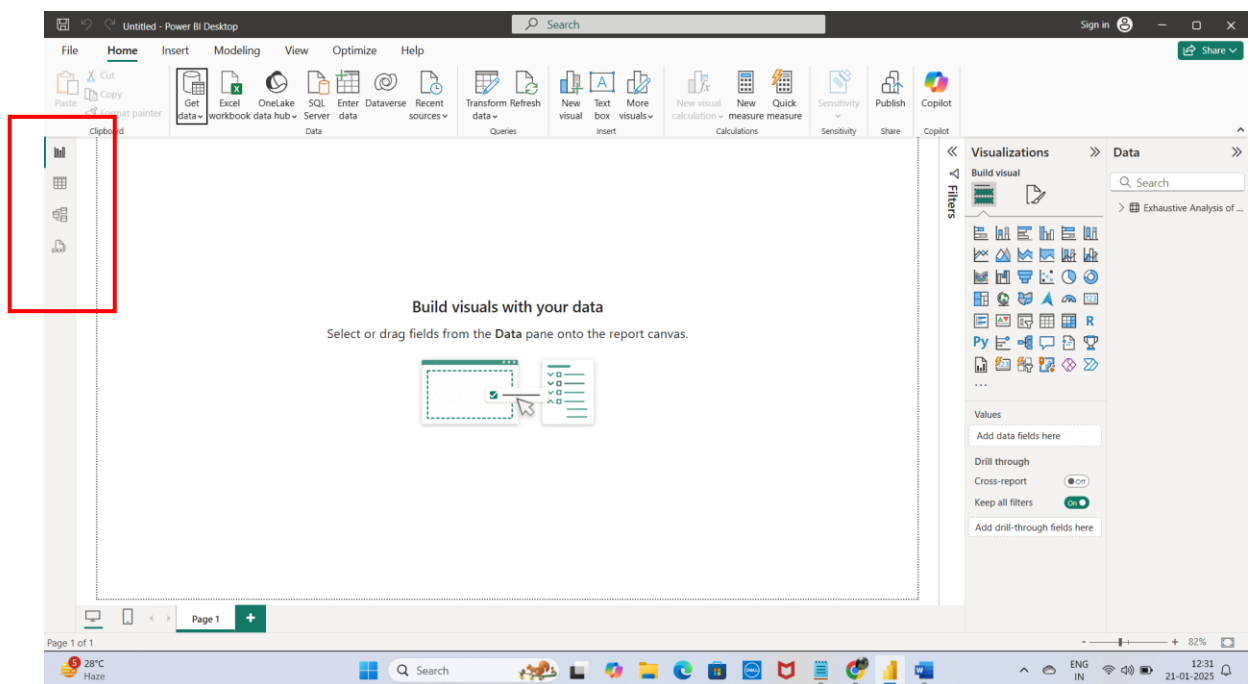 Untitled - Power BI Desktop
Search
Sign in
File Home Insert Modeling View Optimize Help
Share
Paste
Cut
Copy
Format painter
Clipboard
Get data
Excel workbook
OneLake data hub
SQL Server
Enter data
Dataverse
Recent sources
Data
Transform data
Refresh
Queries
New visual
Text box
More visuals
Insert
New visual calculation
New measure
Quick measure
Calculations
Sensitivity
Sensitivity
Publish
Share
Copilot
Copilot
Filters
Visualizations
Build visual
R
Py
...
Values
Add data fields here
Drill through
Cross-report
Off
Keep all filters
On
Add drill-through fields here
Data
Search
Exhaustive Analysis of ...
Build visuals with your data
Select or drag fields from the Data pane onto the report canvas.
Page 1
+
Page 1 of 1
- + 82%
5
28°C
Haze
Search
ENG
IN
12:31
21-01-2025